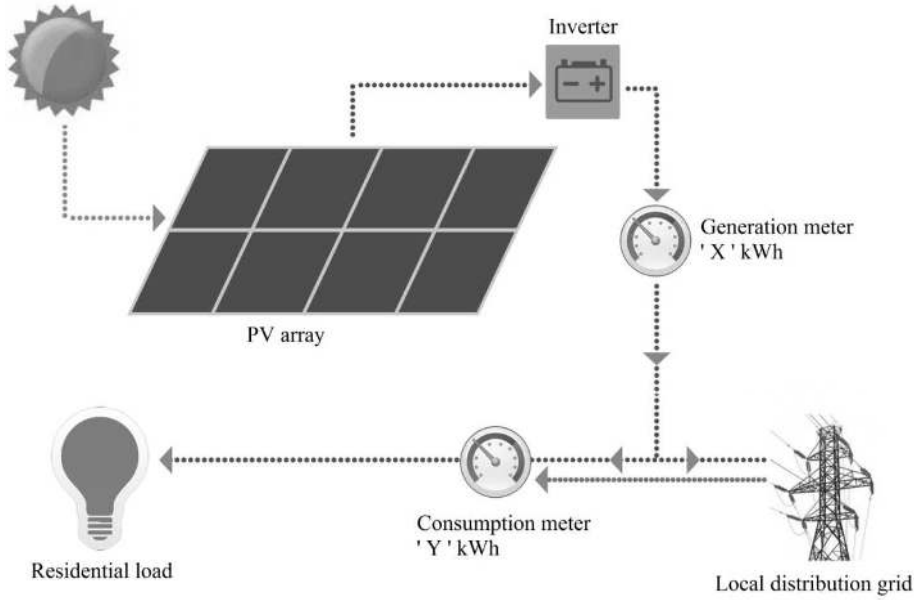 Inverter
Generation meter
' X ' kWh
PV array
Consumption meter
' Y ' kWh
Residential load
Local distribution grid